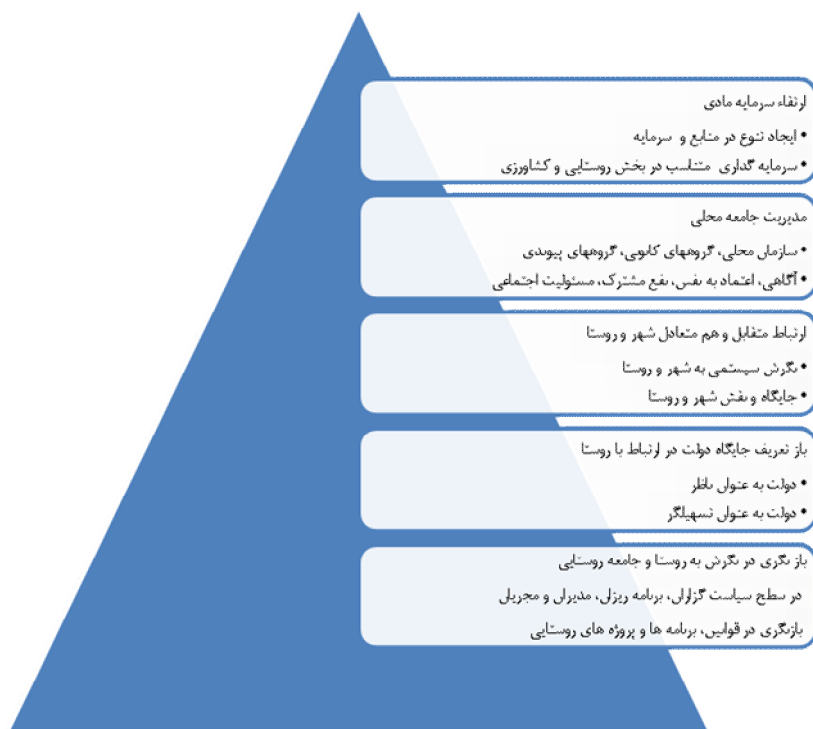 ارتقاء سرمایه مادی
• ایجاد تنوع در منابع و سرمایه
• سرمایه گذاری متناسب در بخش روستایی و کشاورزی
مدیریت جامعه محلی
• سازمان محلی، گروههای کانونی، گروههای پیوندی
• آگاهی، اعتماد به نفس، نفع مشترک، مسئولیت اجتماعی
ارتباط متقابل و هم متعادل شهر و روستا
• نگرش سیستمی به شهر و روستا
• جایگاه و نقش شهر و روستا
باز تعریف جایگاه دولت در ارتباط با روستا
• دولت به عنوان ناظر
• دولت به عنوان تسهیلگر
باز نگری در نگرش به روستا و جامعه روستایی
در سطح سیاست گزاران، برنامه ریزان، مدیران و مجریان
بازنگری در قوانین، برنامه ها و پروژه های روستایی